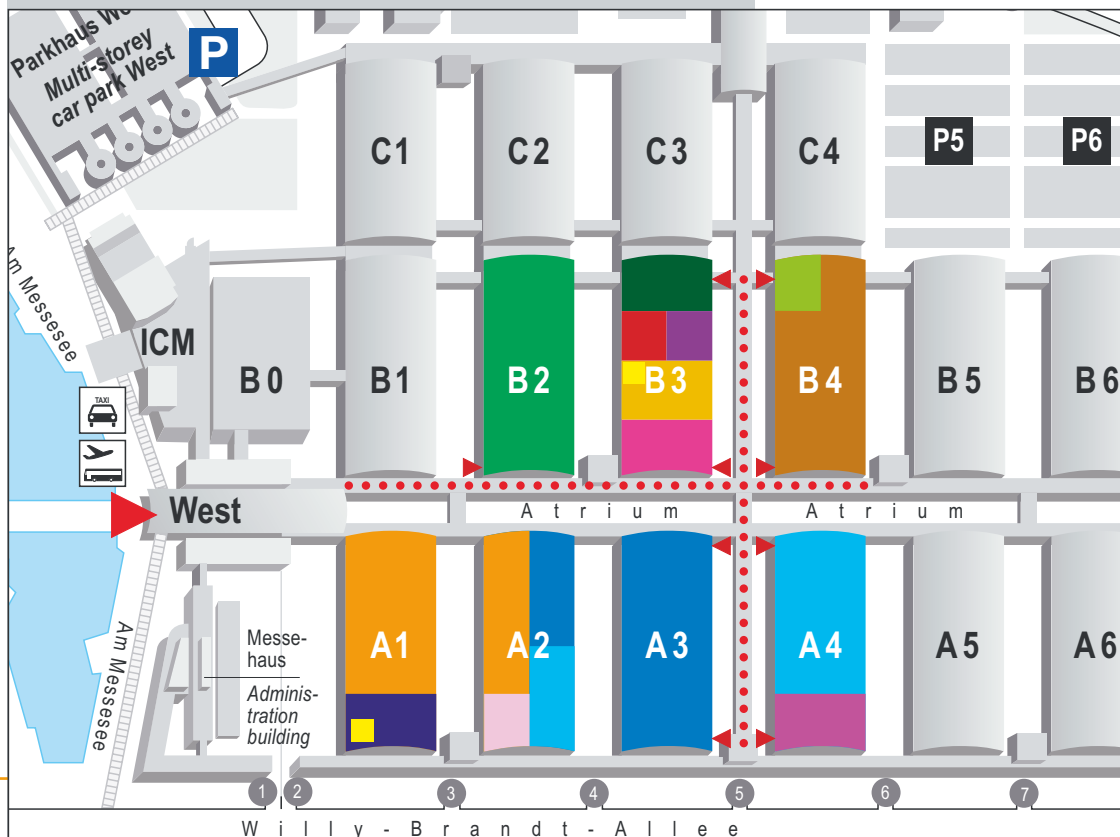 Parkhaus We
Multi-storey
car park West
P
C1
C2
C3
C4
P5
P6
Am Messesee
ICM
B0
B1
B2
B3
B4
B5
B6
TAXI
West
Atrium
Atrium
A1
A2
A3
A4
A5
A6
Messe-
haus
Adminis-
tration
building
Am Messesee
1
2
3
4
5
6
7
Willy-Brandt-Allee